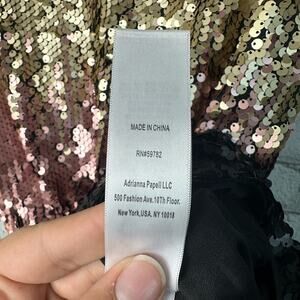 MADE IN CHINA
RN#59782
Adrianna Papell LLC
500 Fashion Ave.10Th Floor.
New York,USA. NY 10018